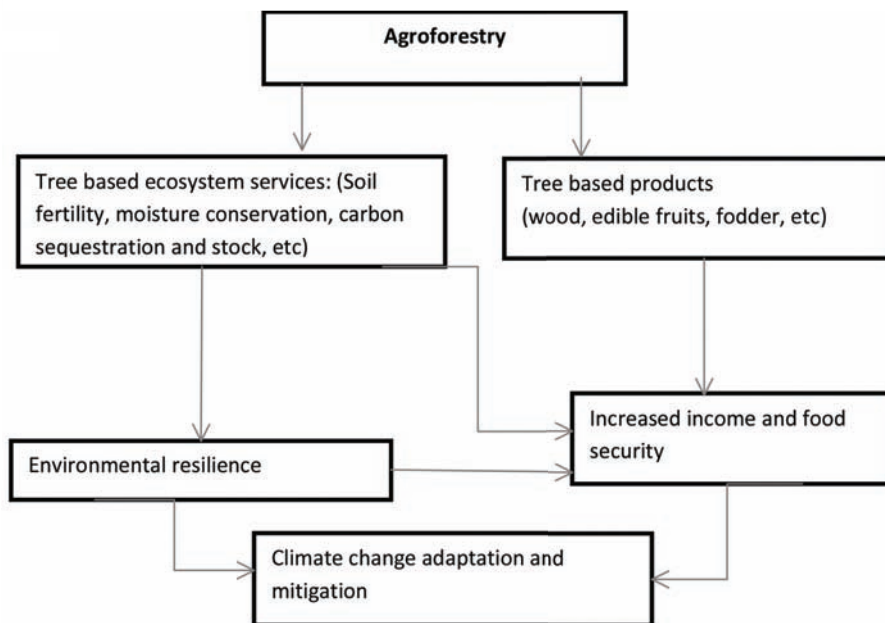 Agroforestry
Tree based ecosystem services: (Soil
fertility, moisture conservation, carbon
sequestration and stock, etc)
Tree based products
(wood, edible fruits, fodder, etc)
Increased income and food
security
Environmental resilience
Climate change adaptation and
mitigation